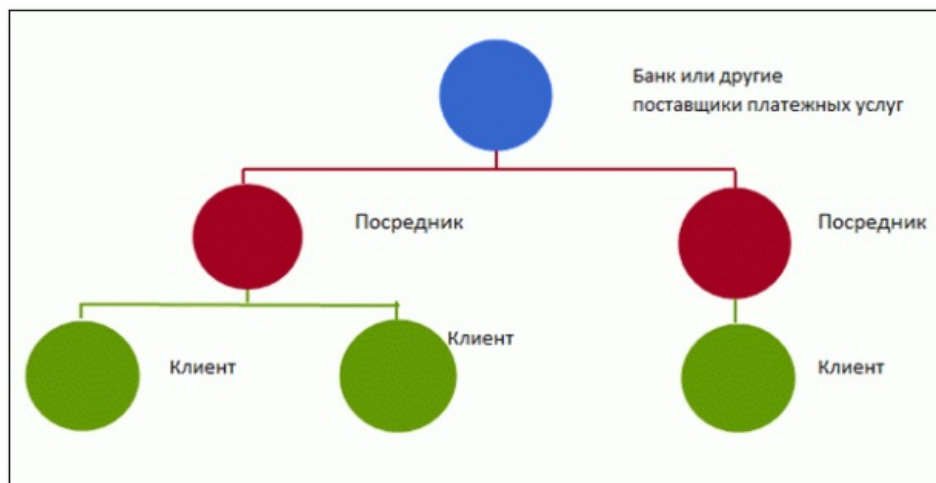 Банк или другие
поставщики платежных услуг
Посредник
Посредник
Клиент
Клиент
Клиент